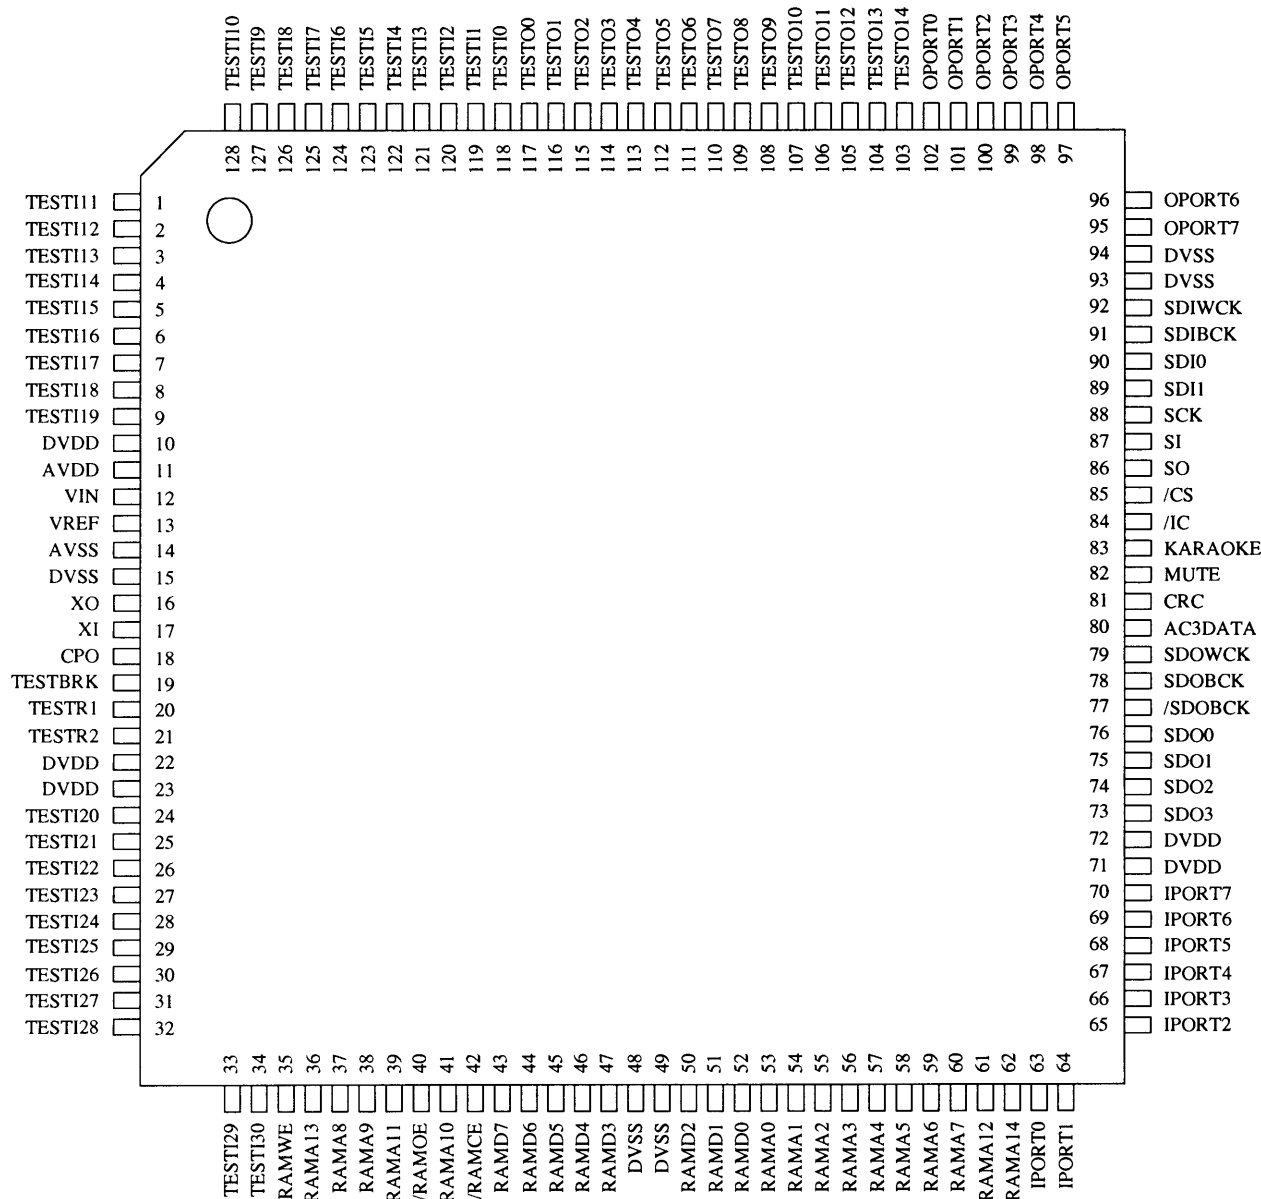 TESTI10 TESTI9 TESTI8 TESTI7 TESTI6 TESTI5 TESTI4 TESTI3 TESTI2 TESTI1 TESTI0 TESTO0 TESTO1 TESTO2 TESTO3 TESTO4 TESTO5 TESTO6 TESTO7 TESTO8 TESTO9 TESTO10 TESTO11 TESTO12 TESTO13 TESTO14 OPORT0 OPORT1 OPORT2 OPORT3 OPORT4 OPORT5
128 127 126 125 124 123 122 121 120 119 118 117 116 115 114 113 112 111 110 109 108 107 106 105 104 103 102 101 100 99 98 97
TESTI11 1 96 OPORT6
TESTI12 2 95 OPORT7
TESTI13 3 94 DVSS
TESTI14 4 93 DVSS
TESTI15 5 92 SDIWCK
TESTI16 6 91 SDIBCK
TESTI17 7 90 SDI0
TESTI18 8 89 SDI1
TESTI19 9 88 SCK
DVDD 10 87 SI
AVDD 11 86 SO
VIN 12 85 /CS
VREF 13 84 /IC
AVSS 14 83 KARAOKE
DVSS 15 82 MUTE
XO 16 81 CRC
XI 17 80 AC3DATA
CPO 18 79 SDOWCK
TESTBRK 19 78 SDOBCK
TESTR1 20 77 /SDOBCK
TESTR2 21 76 SDO0
DVDD 22 75 SDO1
DVDD 23 74 SDO2
TESTI20 24 73 SDO3
TESTI21 25 72 DVDD
TESTI22 26 71 DVDD
TESTI23 27 70 IPORT7
TESTI24 28 69 IPORT6
TESTI25 29 68 IPORT5
TESTI26 30 67 IPORT4
TESTI27 31 66 IPORT3
TESTI28 32 65 IPORT2
33 34 35 36 37 38 39 40 41 42 43 44 45 46 47 48 49 50 51 52 53 54 55 56 57 58 59 60 61 62 63 64
TESTI29 TESTI30 RAMWE RAMA13 RAMA8 RAMA9 RAMA11 /RAMOE RAMA10 /RAMCE RAMD7 RAMD6 RAMD5 RAMD4 RAMD3 DVSS DVSS RAMD2 RAMD1 RAMD0 RAMA0 RAMA1 RAMA2 RAMA3 RAMA4 RAMA5 RAMA6 RAMA7 RAMA12 RAMA14 IPORT0 IPORT1